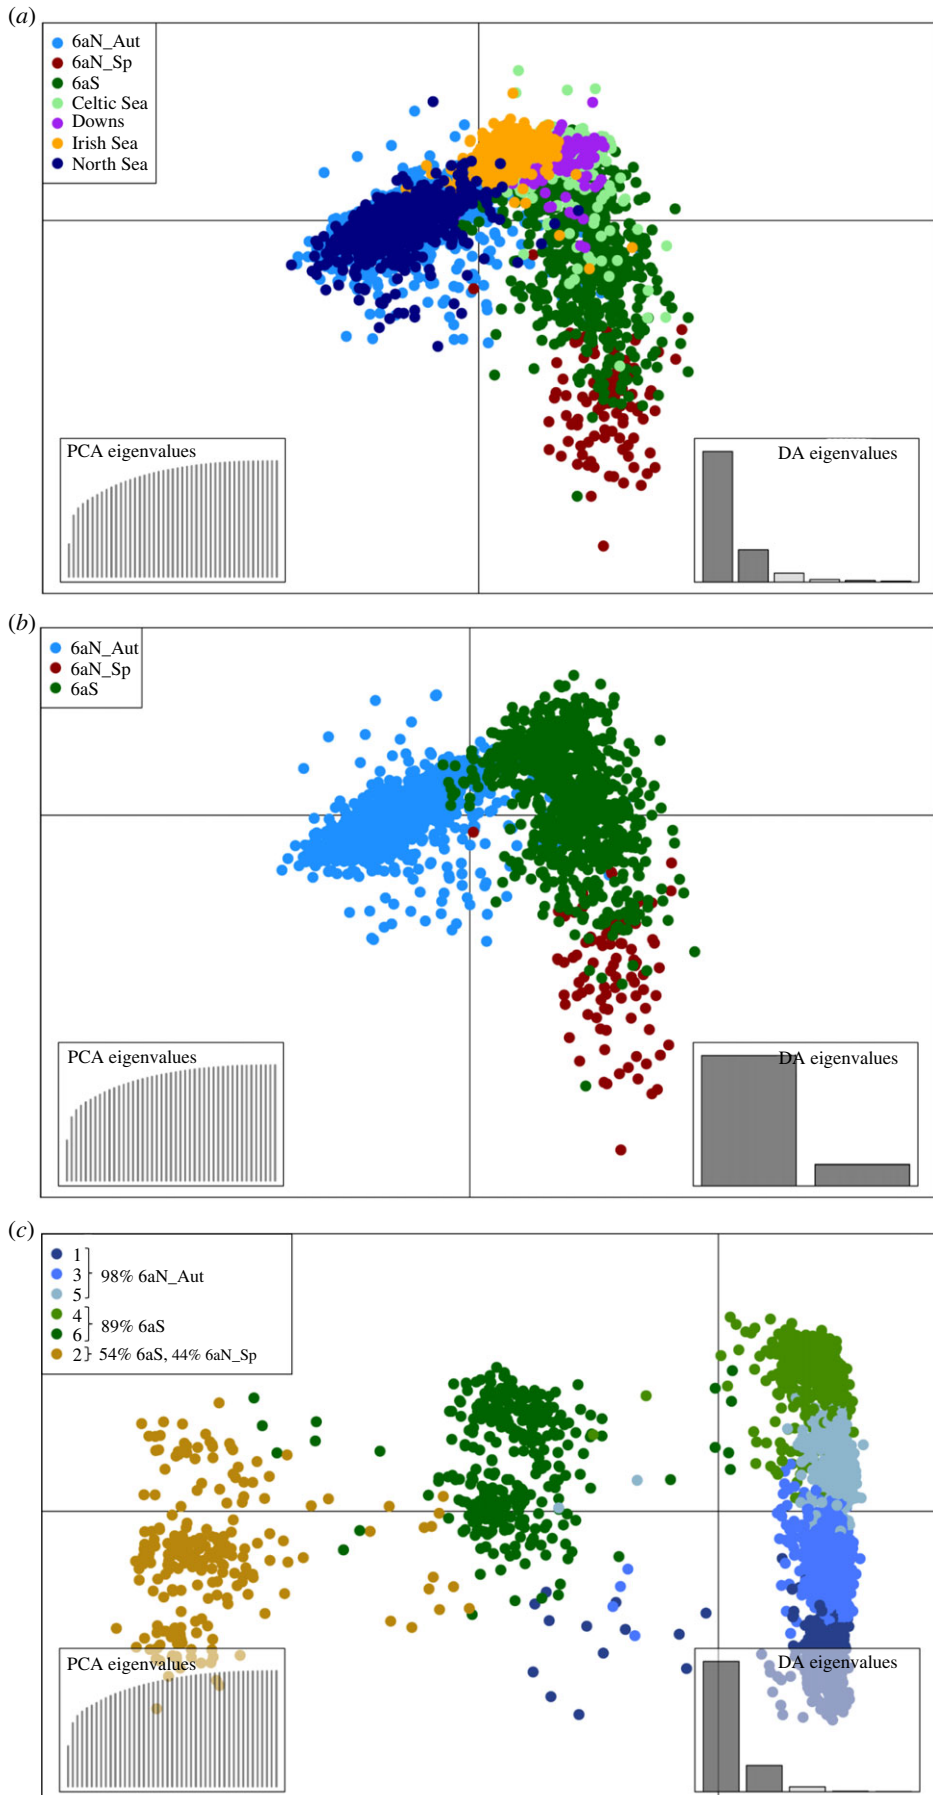 (a)
6aN_Aut
6aN_Sp
6aS
Celtic Sea
Downs
Irish Sea
North Sea
PCA eigenvalues
DA eigenvalues
(b)
6aN_Aut
6aN_Sp
6aS
PCA eigenvalues
DA eigenvalues
(c)
1
3 98% 6aN_Aut
5
4
6 89% 6aS
2 54% 6aS, 44% 6aN_Sp
PCA eigenvalues
DA eigenvalues